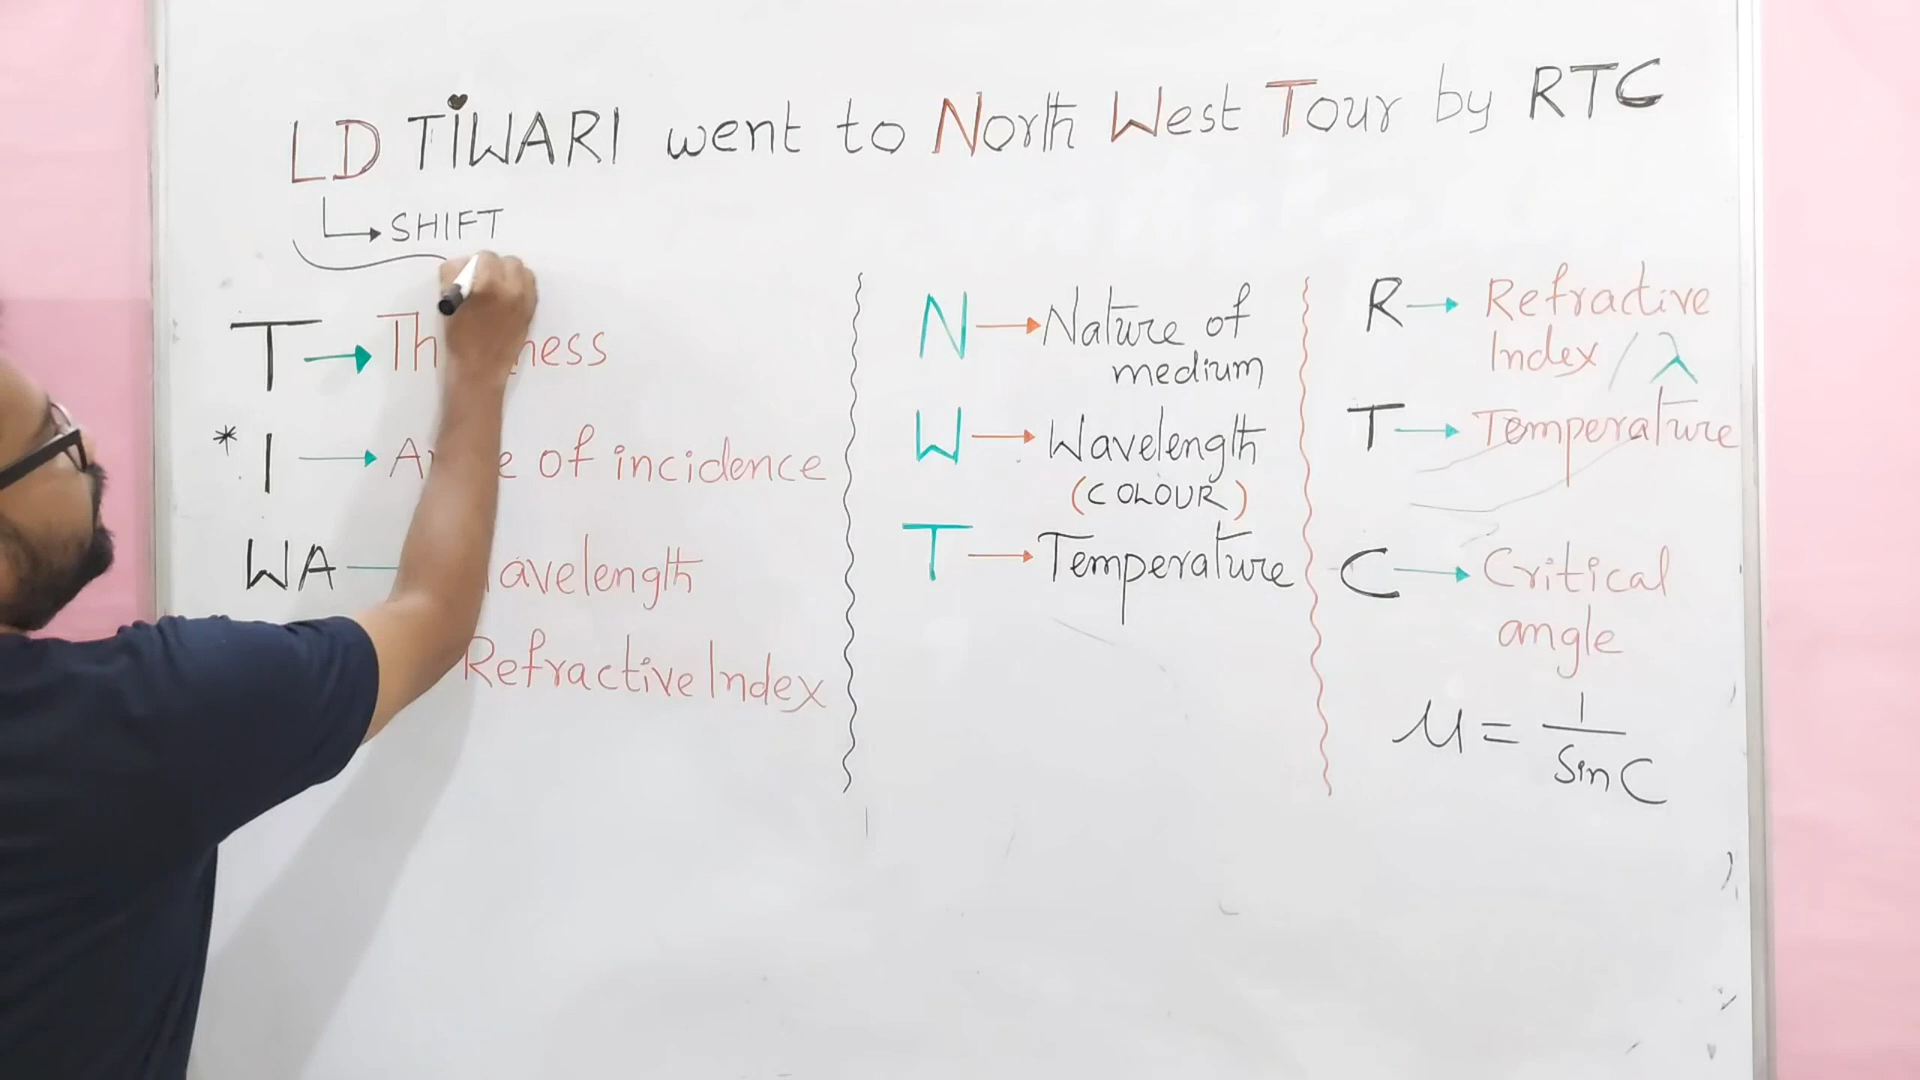 LD TIWARI went to North West Tour by RTC
SHIFT
T → ness
* I → of incidence
WA avelength
Refractive Index
N → Nature of
medium
W → Wavelength
(COLOUR)
T → Temperature
R → Refractive
Index / λ
T → Temperature
C → Critical
angle
μ = 1
Sin C